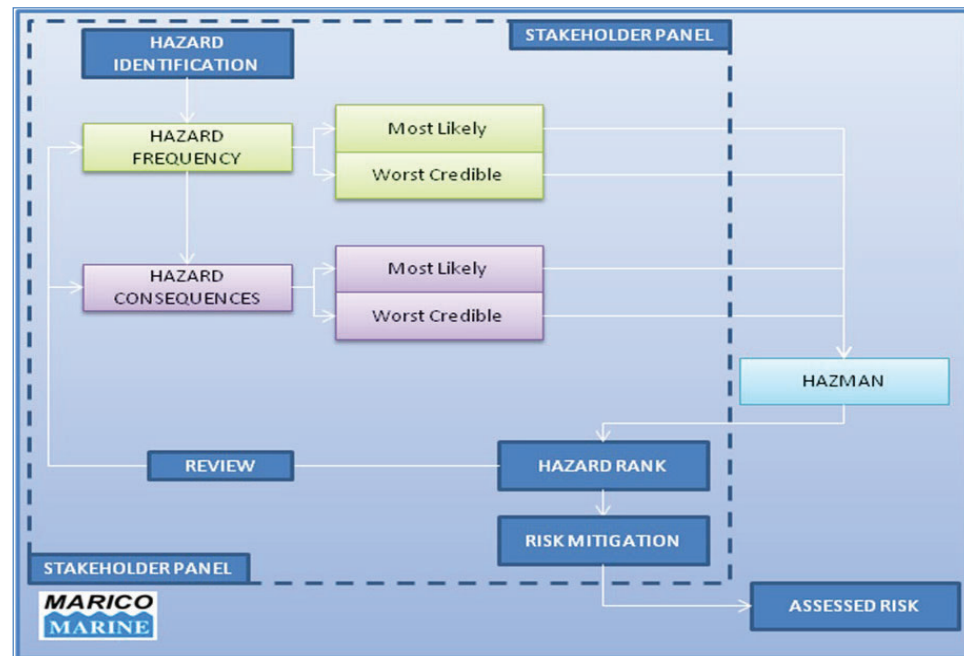 STAKEHOLDER PANEL
HAZARD
IDENTIFICATION
HAZARD
FREQUENCY
Most Likely
Worst Credible
HAZARD
CONSEQUENCES
Most Likely
Worst Credible
HAZMAN
REVIEW
HAZARD RANK
RISK MITIGATION
STAKEHOLDER PANEL
ASSESSED RISK
MARICO
MARINE